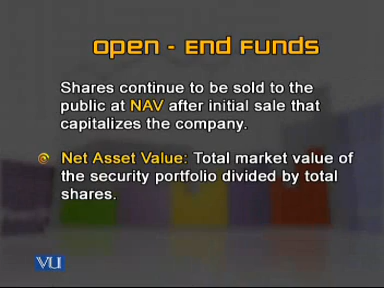 Open - End Funds
Shares continue to be sold to the
public at NAV after initial sale that
capitalizes the company.
Net Asset Value: Total market value of
the security portfolio divided by total
shares.
VU